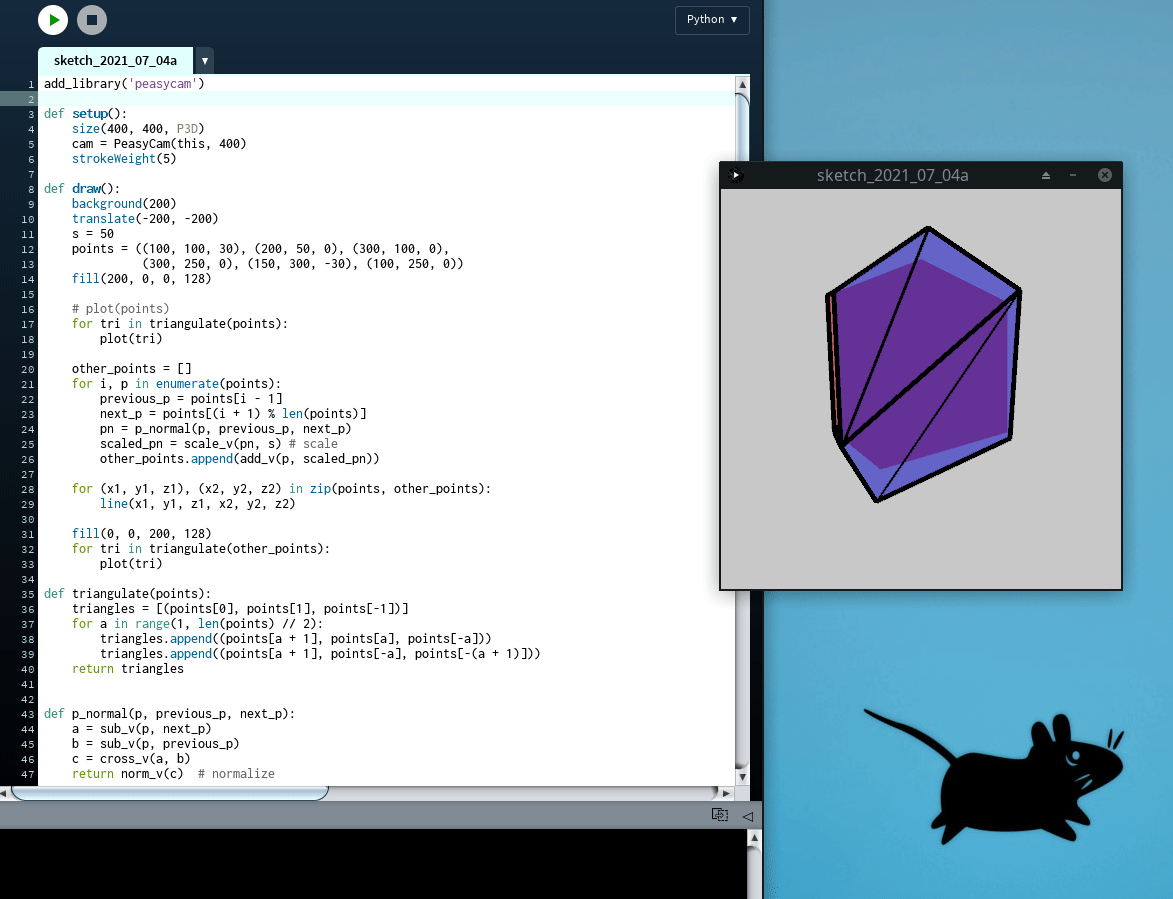 Python ▼
sketch_2021_07_04a ▼
1 add_library('peasycam')
2
3 def setup():
4     size(400, 400, P3D)
5     cam = PeasyCam(this, 400)
6     strokeWeight(5)
7
8 def draw():
9     background(200)
10     translate(-200, -200)
11     s = 50
12     points = ((100, 100, 30), (200, 50, 0), (300, 100, 0),
13              (300, 250, 0), (150, 300, -30), (100, 250, 0))
14     fill(200, 0, 0, 128)
15
16     # plot(points)
17     for tri in triangulate(points):
18         plot(tri)
19
20     other_points = []
21     for i, p in enumerate(points):
22         previous_p = points[i - 1]
23         next_p = points[(i + 1) % len(points)]
24         pn = p_normal(p, previous_p, next_p)
25         scaled_pn = scale_v(pn, s) # scale
26         other_points.append(add_v(p, scaled_pn))
27
28     for (x1, y1, z1), (x2, y2, z2) in zip(points, other_points):
29         line(x1, y1, z1, x2, y2, z2)
30
31     fill(0, 0, 200, 128)
32     for tri in triangulate(other_points):
33         plot(tri)
34
35 def triangulate(points):
36     triangles = [(points[0], points[1], points[-1])]
37     for a in range(1, len(points) // 2):
38         triangles.append((points[a + 1], points[a], points[-a]))
39         triangles.append((points[a + 1], points[-a], points[-(a + 1)]))
40     return triangles
41
42
43 def p_normal(p, previous_p, next_p):
44     a = sub_v(p, next_p)
45     b = sub_v(p, previous_p)
46     c = cross_v(a, b)
47     return norm_v(c)  # normalize
sketch_2021_07_04a